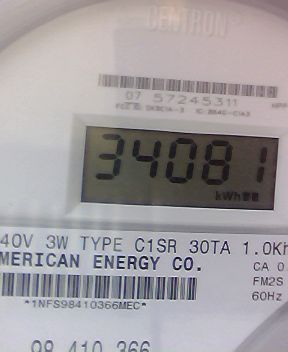 CENTRON
07 57245311
34081
kWh
40V 3W TYPE C1SR 30TA 1.0Kh
MERICAN ENERGY CO.
CA 0.
FM2S
60Hz
*1NFS98410366MEC*
98 410 366